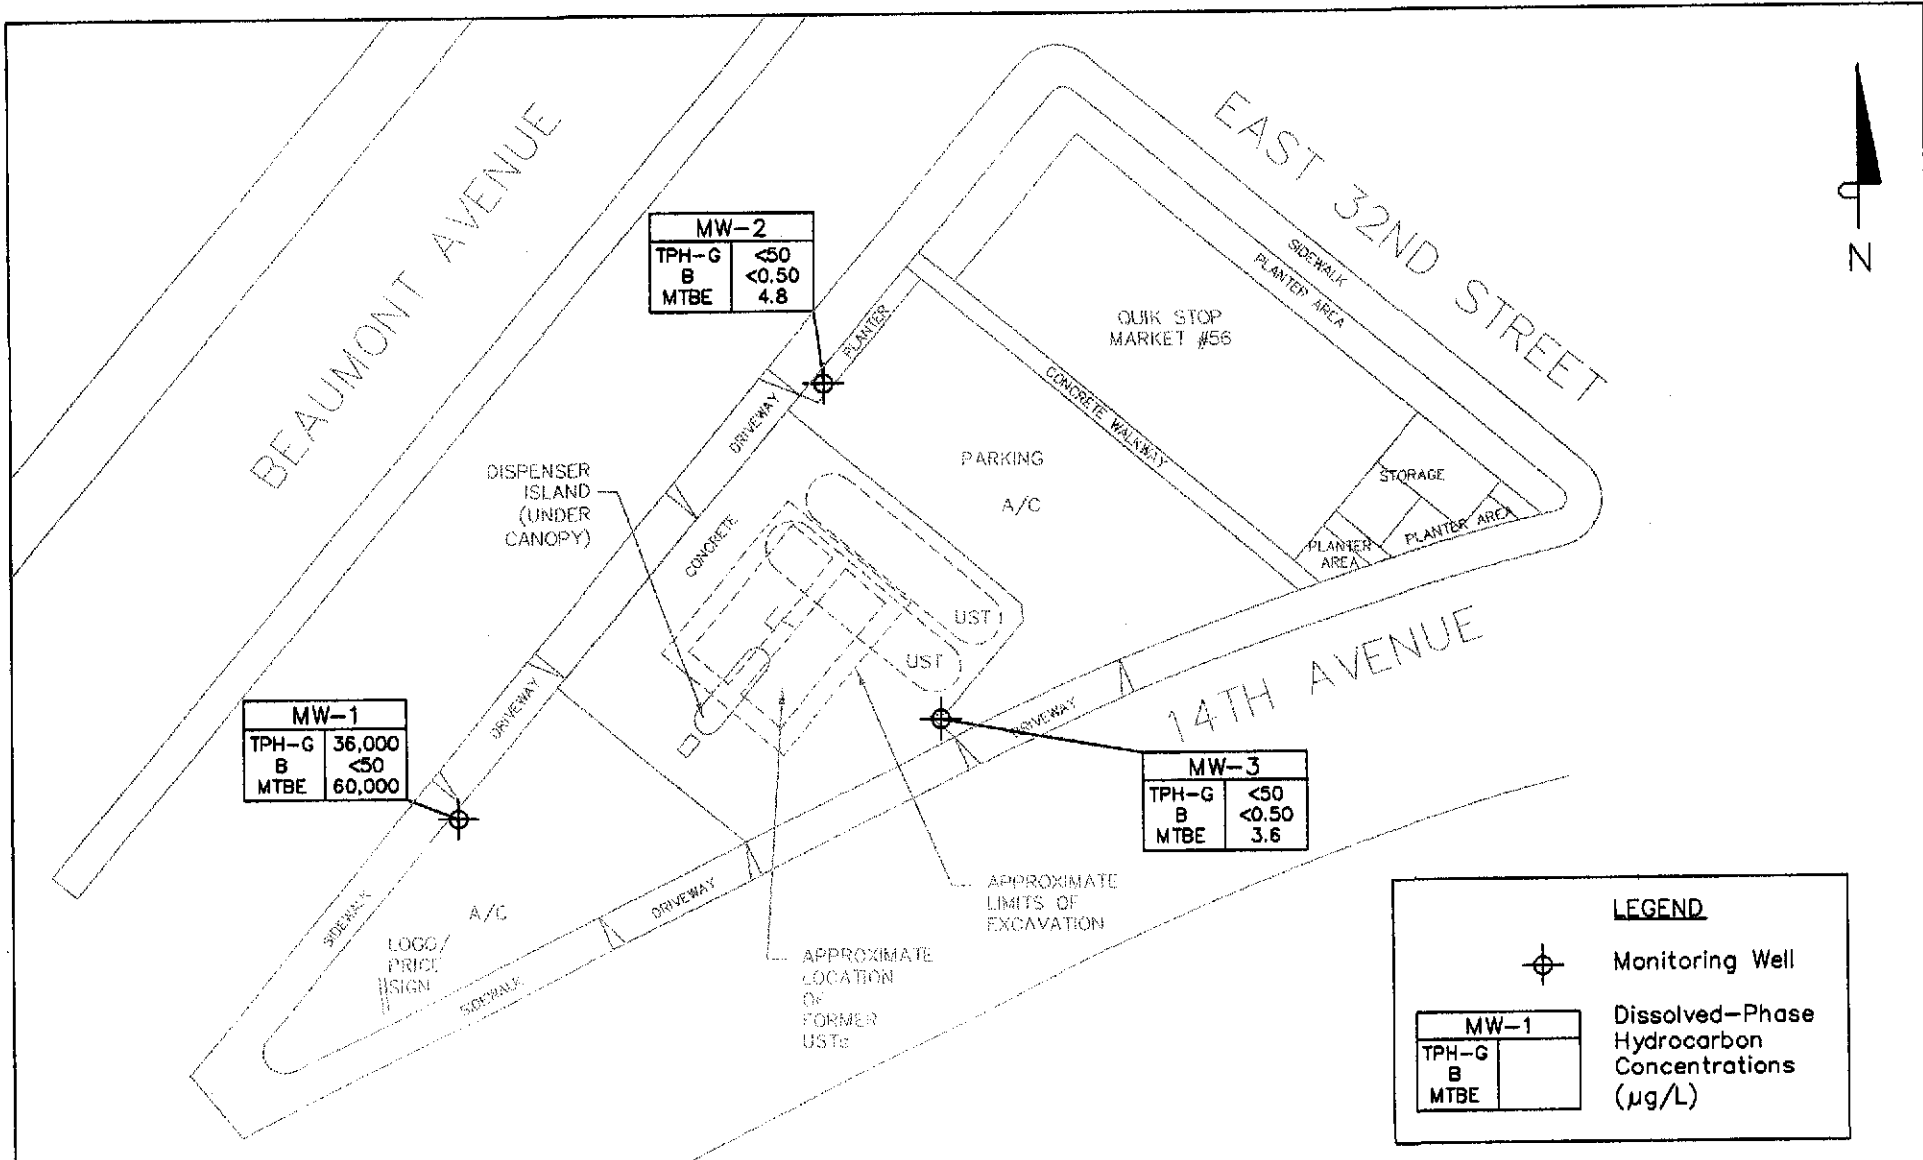 BEAUMONT AVENUE
EAST 32ND STREET
N
MW-2
TPH-G <50
B <0.50
MTBE 4.8
PLANTER
SIDEWALK
PLANTER AREA
QUIK STOP
MARKET #56
CONCRETE WALKWAY
DRIVEWAY
DISPENSER
ISLAND
(UNDER
CANOPY)
CONCRETE
PARKING
A/C
STORAGE
PLANTER AREA
PLANTER
AREA
UST
UST
14TH AVENUE
DRIVEWAY
DRIVEWAY
MW-1
TPH-G 36,000
B <50
MTBE 60,000
MW-3
TPH-G <50
B <0.50
MTBE 3.6
APPROXIMATE
LIMITS OF
EXCAVATION
DRIVEWAY
A/C
SIDEWALK
LOGO/
PRICE
SIGN
SIDEWALK
APPROXIMATE
LOCATION
OF
FORMER
USTs
LEGEND
Monitoring Well
MW-1
TPH-G
B
MTBE
Dissolved-Phase
Hydrocarbon
Concentrations
(µg/L)